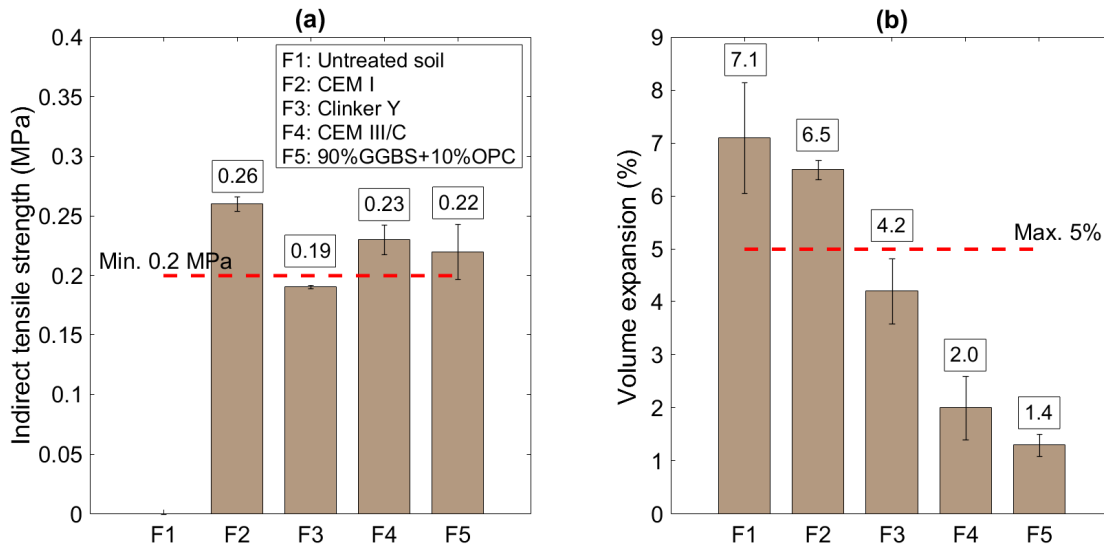 (a)
Indirect tensile strength (MPa)
0.4
0.35
0.3
0.25
0.2
0.15
0.1
0.05
0
F1: Untreated soil
F2: CEM I
F3: Clinker Y
F4: CEM III/C
F5: 90%GGBS+10%OPC
0.26
0.19
0.23
0.22
Min. 0.2 MPa
F1 F2 F3 F4 F5
(b)
Volume expansion (%)
9
8
7
6
5
4
3
2
1
0
7.1
6.5
4.2
2.0
1.4
Max. 5%
F1 F2 F3 F4 F5